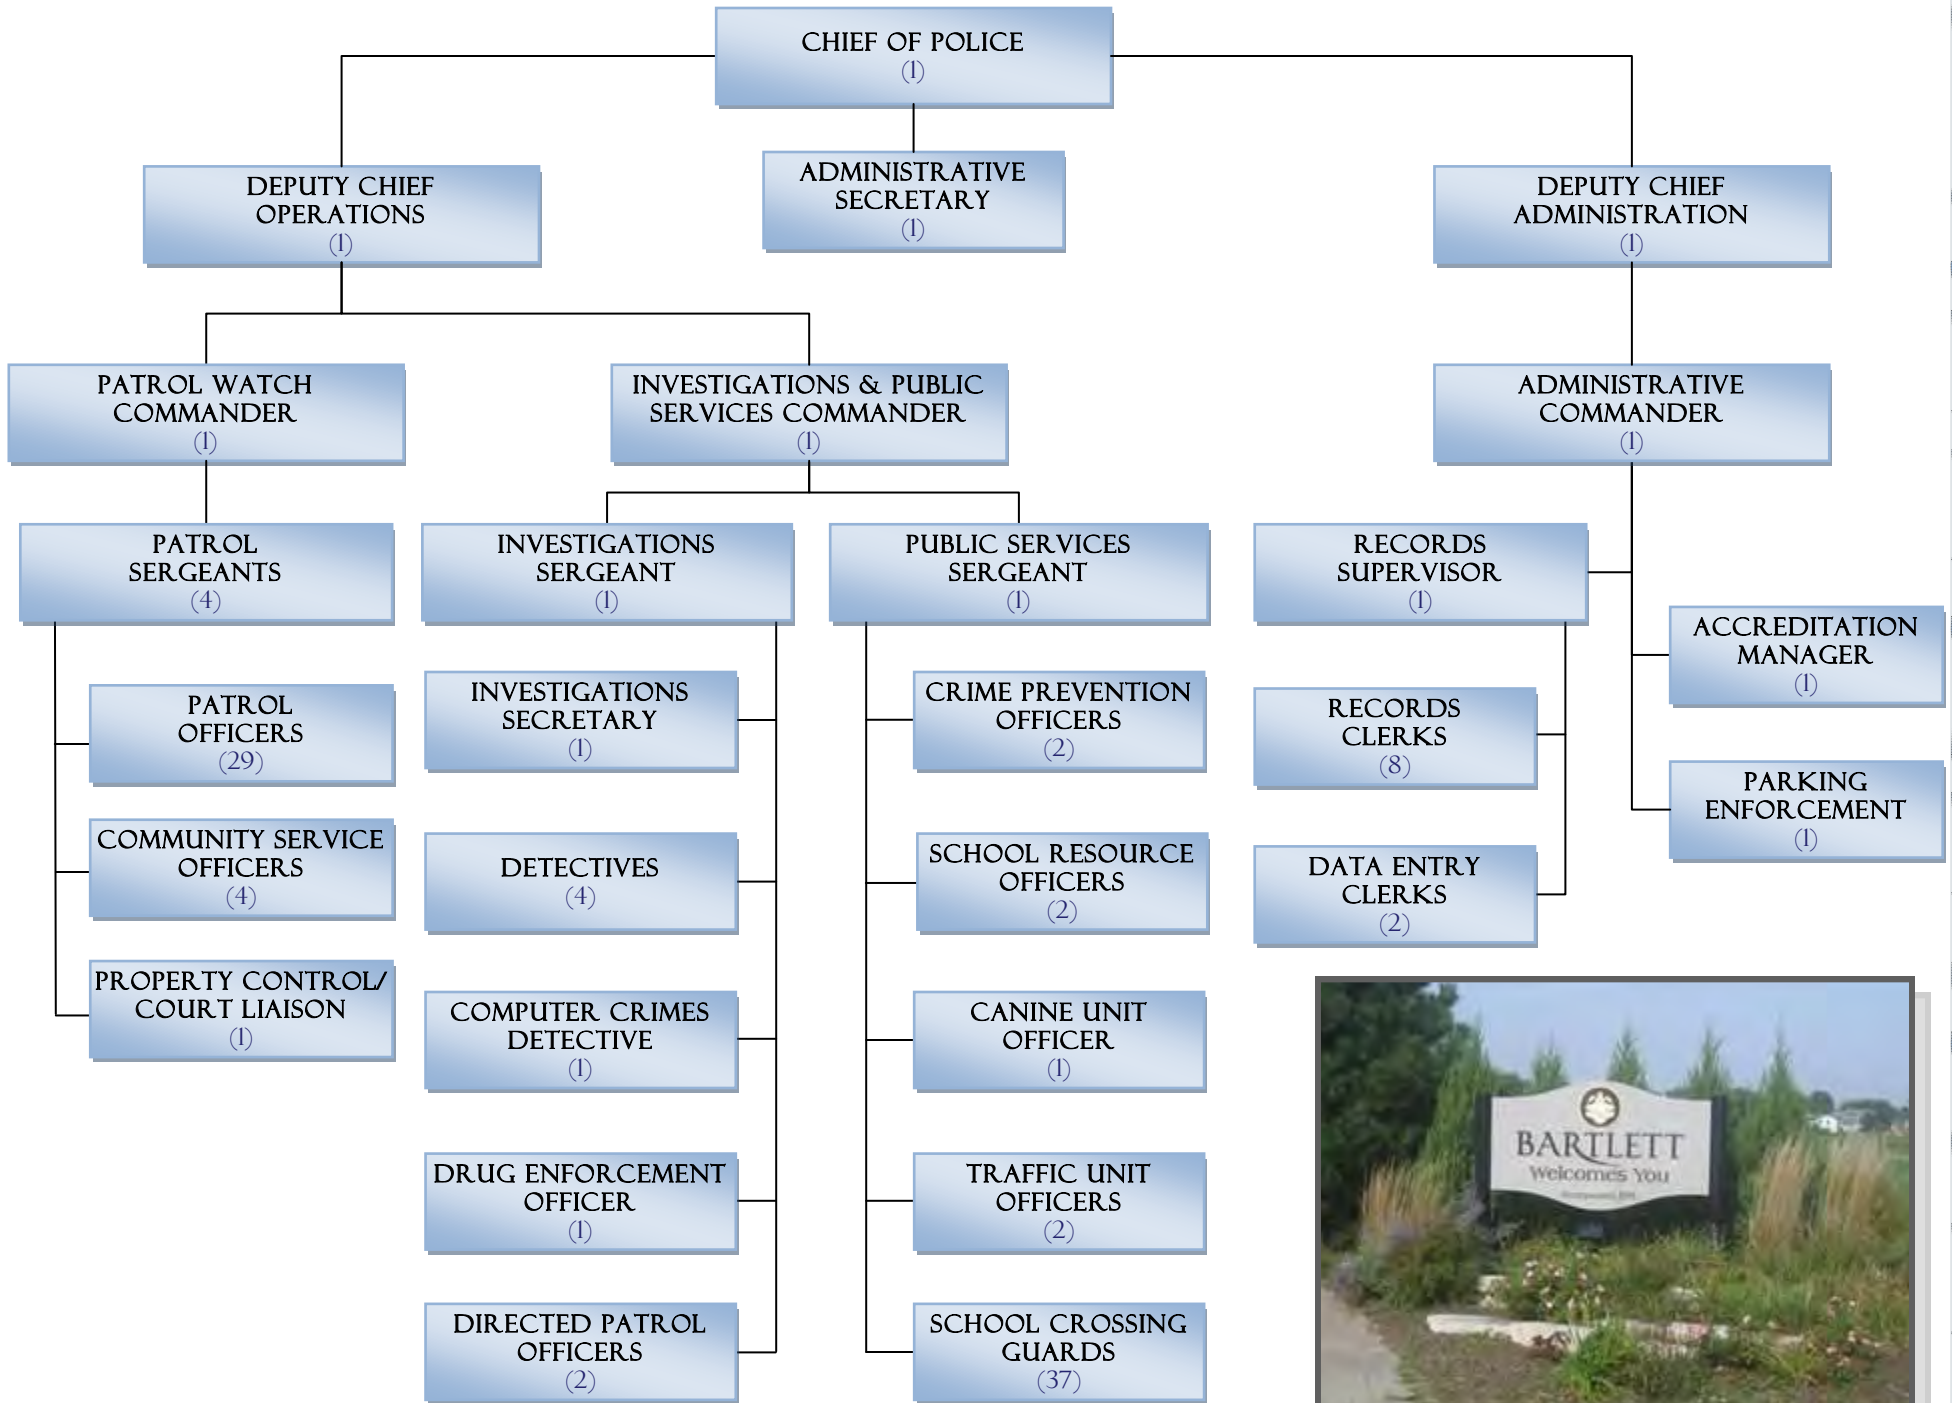 CHIEF OF POLICE
(1)
DEPUTY CHIEF
OPERATIONS
(1)
ADMINISTRATIVE
SECRETARY
(1)
DEPUTY CHIEF
ADMINISTRATION
(1)
PATROL WATCH
COMMANDER
(1)
INVESTIGATIONS & PUBLIC
SERVICES COMMANDER
(1)
ADMINISTRATIVE
COMMANDER
(1)
PATROL
SERGEANTS
(4)
PATROL
OFFICERS
(29)
COMMUNITY SERVICE
OFFICERS
(4)
PROPERTY CONTROL/
COURT LIAISON
(1)
INVESTIGATIONS
SERGEANT
(1)
INVESTIGATIONS
SECRETARY
(1)
DETECTIVES
(4)
COMPUTER CRIMES
DETECTIVE
(1)
DRUG ENFORCEMENT
OFFICER
(1)
DIRECTED PATROL
OFFICERS
(2)
PUBLIC SERVICES
SERGEANT
(1)
CRIME PREVENTION
OFFICERS
(2)
SCHOOL RESOURCE
OFFICERS
(2)
CANINE UNIT
OFFICER
(1)
TRAFFIC UNIT
OFFICERS
(2)
SCHOOL CROSSING
GUARDS
(37)
RECORDS
SUPERVISOR
(1)
RECORDS
CLERKS
(8)
DATA ENTRY
CLERKS
(2)
ACCREDITATION
MANAGER
(1)
PARKING
ENFORCEMENT
(1)
BARTLETT
Welcomes You